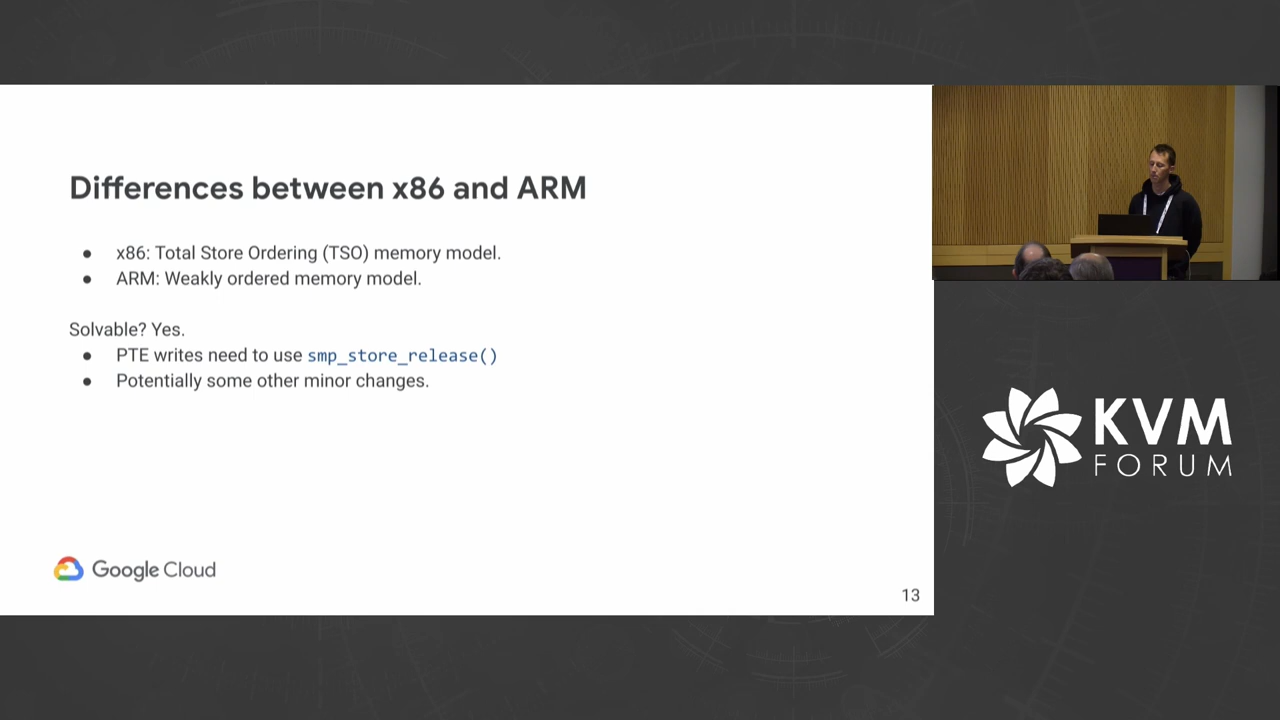 Differences between x86 and ARM
● x86: Total Store Ordering (TSO) memory model.
● ARM: Weakly ordered memory model.
Solvable? Yes.
● PTE writes need to use smp_store_release()
● Potentially some other minor changes.
Google Cloud
13
KVM
FORUM